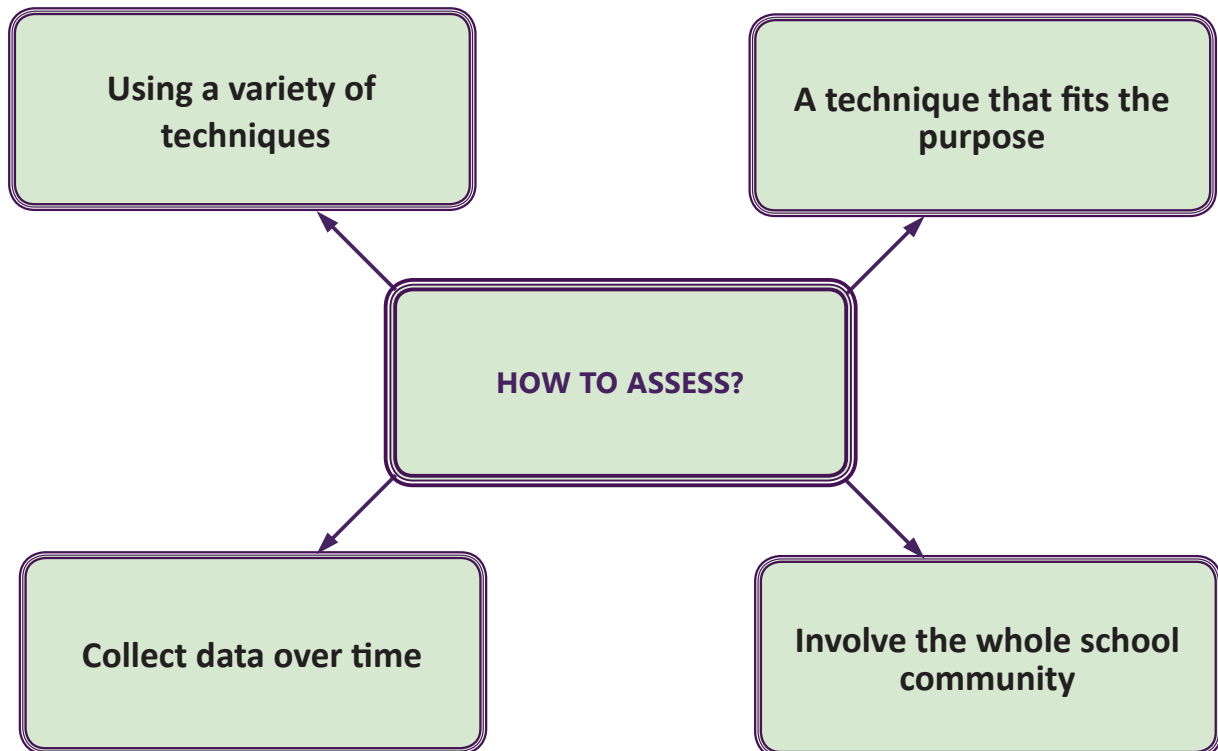 Using a variety of
techniques
A technique that fits the
purpose
HOW TO ASSESS?
Collect data over time
Involve the whole school
community